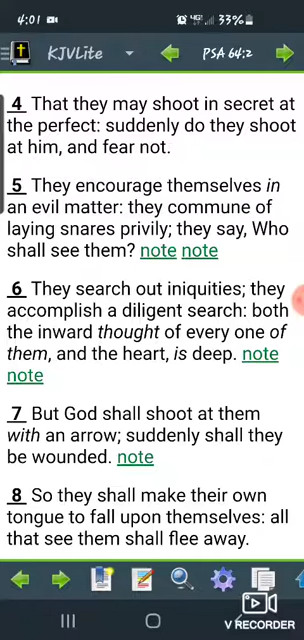 4:01 33%
KJVLite PSA 64:2
4 That they may shoot in secret at
the perfect: suddenly do they shoot
at him, and fear not.
5 They encourage themselves in
an evil matter: they commune of
laying snares privily; they say, Who
shall see them? note note
6 They search out iniquities; they
accomplish a diligent search: both
the inward thought of every one of
them, and the heart, is deep. note
note
7 But God shall shoot at them
with an arrow; suddenly shall they
be wounded. note
8 So they shall make their own
tongue to fall upon themselves: all
that see them shall flee away.
V RECORDER